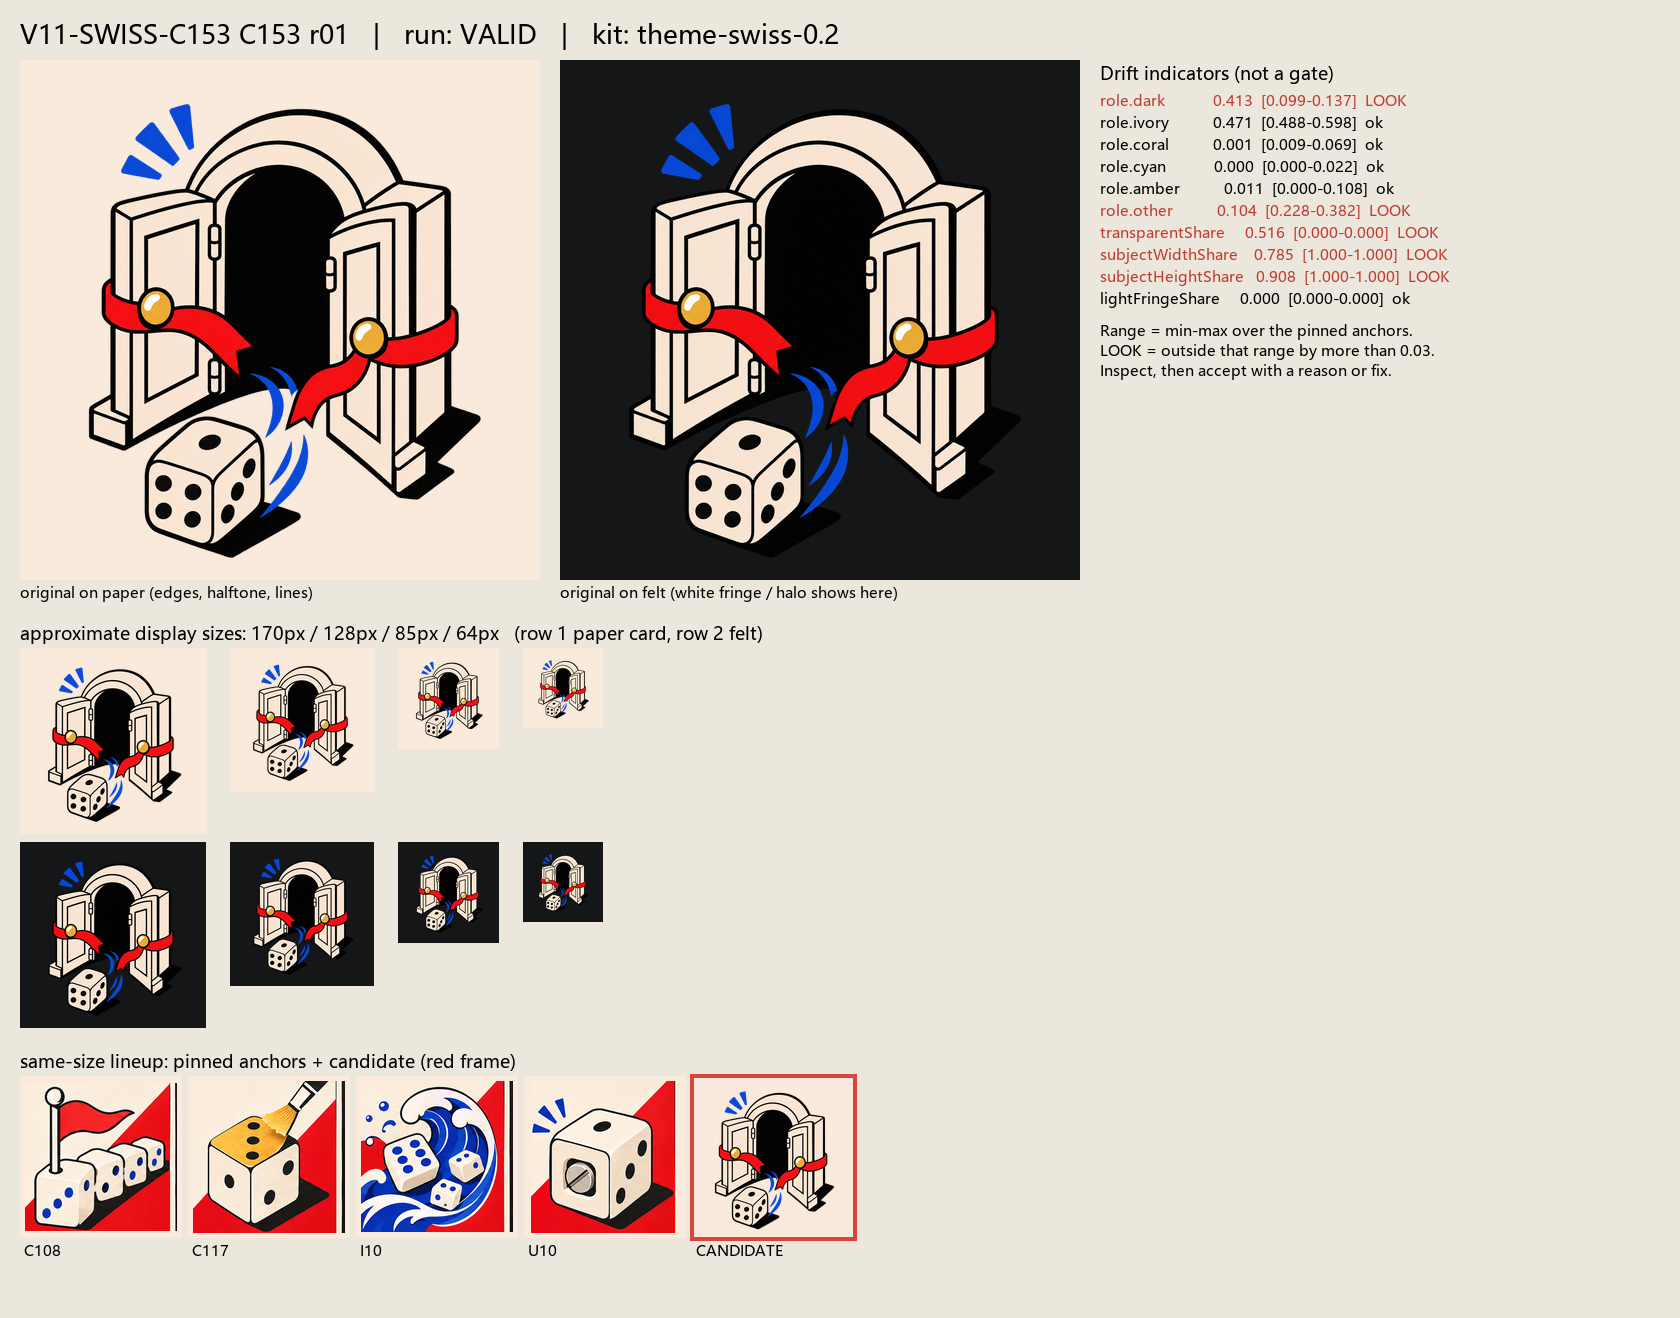 V11-SWISS-C153 C153 r01   |   run: VALID   |   kit: theme-swiss-0.2
Drift indicators (not a gate)
role.dark 0.413 [0.099-0.137] LOOK
role.ivory 0.471 [0.488-0.598] ok
role.coral 0.001 [0.009-0.069] ok
role.cyan 0.000 [0.000-0.022] ok
role.amber 0.011 [0.000-0.108] ok
role.other 0.104 [0.228-0.382] LOOK
transparentShare 0.516 [0.000-0.000] LOOK
subjectWidthShare 0.785 [1.000-1.000] LOOK
subjectHeightShare 0.908 [1.000-1.000] LOOK
lightFringeShare 0.000 [0.000-0.000] ok
Range = min-max over the pinned anchors.
LOOK = outside that range by more than 0.03.
Inspect, then accept with a reason or fix.
original on paper (edges, halftone, lines)
original on felt (white fringe / halo shows here)
approximate display sizes: 170px / 128px / 85px / 64px   (row 1 paper card, row 2 felt)
same-size lineup: pinned anchors + candidate (red frame)
C108
C117
I10
U10
CANDIDATE